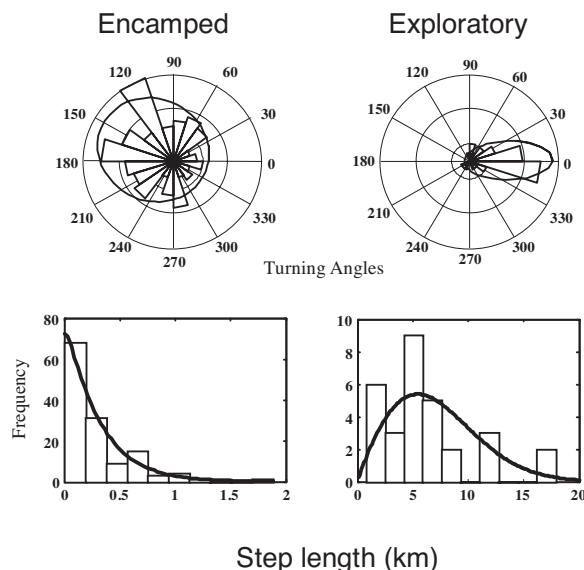 Encamped Exploratory
90 90
120 60 120 60
150 30 150 30
180 0 180 0
210 330 210 330
240 300 240 300
270 270
Turning Angles
80 10
60 8
40 6
20 4
0 2
0
Frequency
0 0.5 1 1.5 2 0 5 10 15 20
Step length (km)